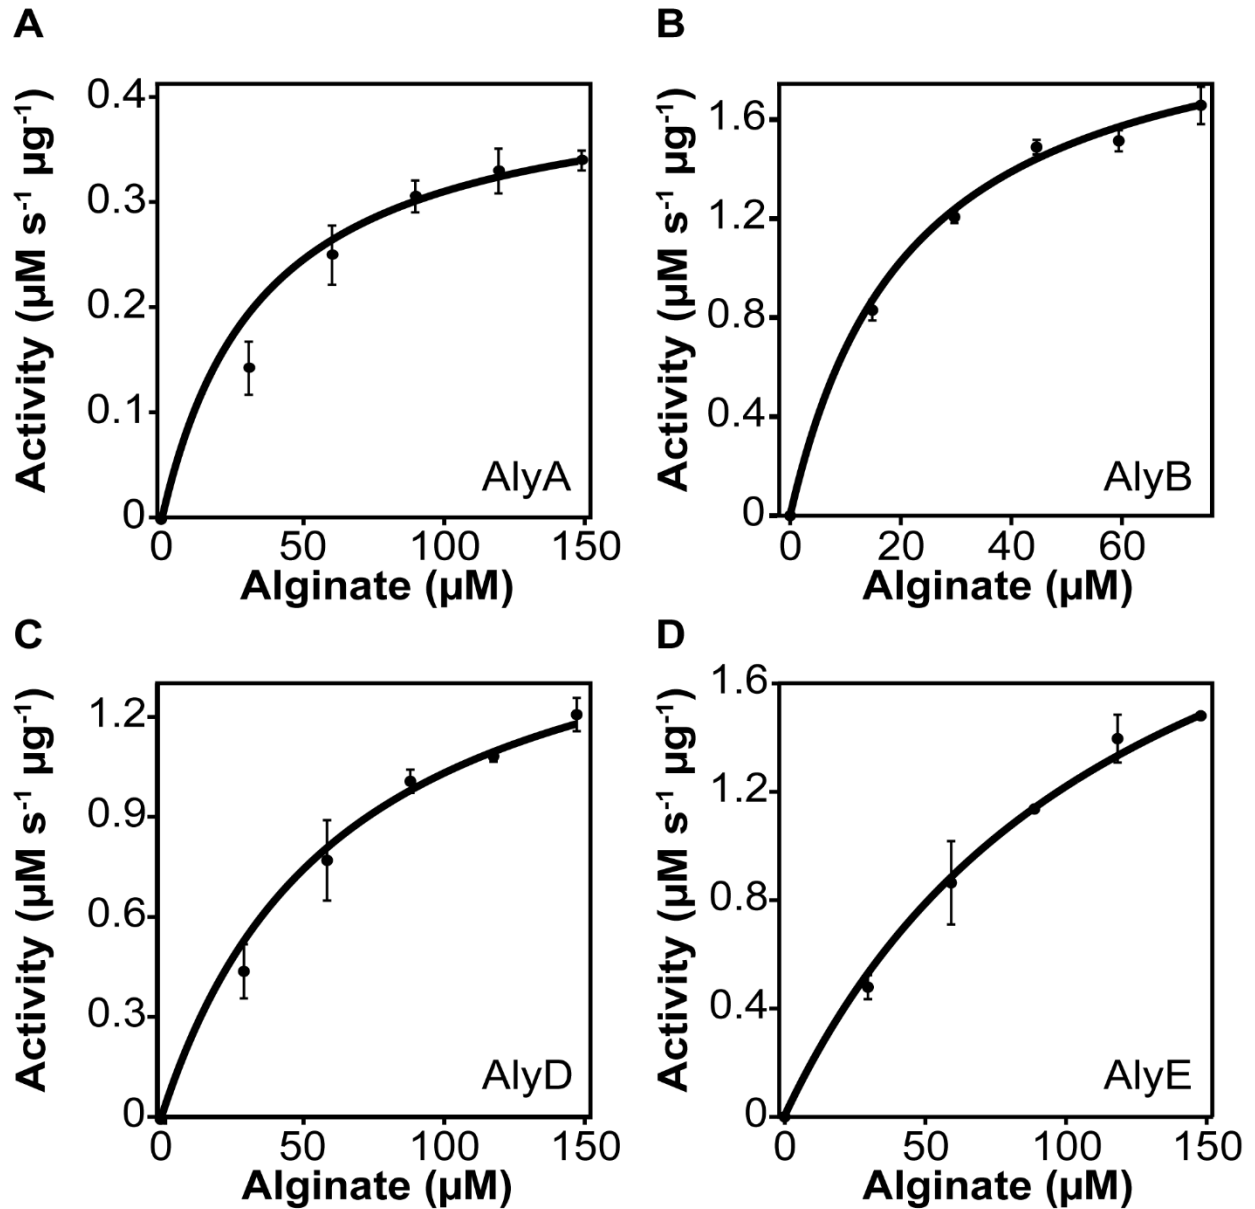 A
Activity (µM s⁻¹ µg⁻¹)
0.4
0.3
0.2
0.1
0
AlyA
0 50 100 150
Alginate (µM)
B
Activity (µM s⁻¹ µg⁻¹)
1.6
1.2
0.8
0.4
0
AlyB
0 20 40 60
Alginate (µM)
C
Activity (µM s⁻¹ µg⁻¹)
1.2
0.9
0.6
0.3
0
AlyD
0 50 100 150
Alginate (µM)
D
Activity (µM s⁻¹ µg⁻¹)
1.6
1.2
0.8
0.4
0
AlyE
0 50 100 150
Alginate (µM)